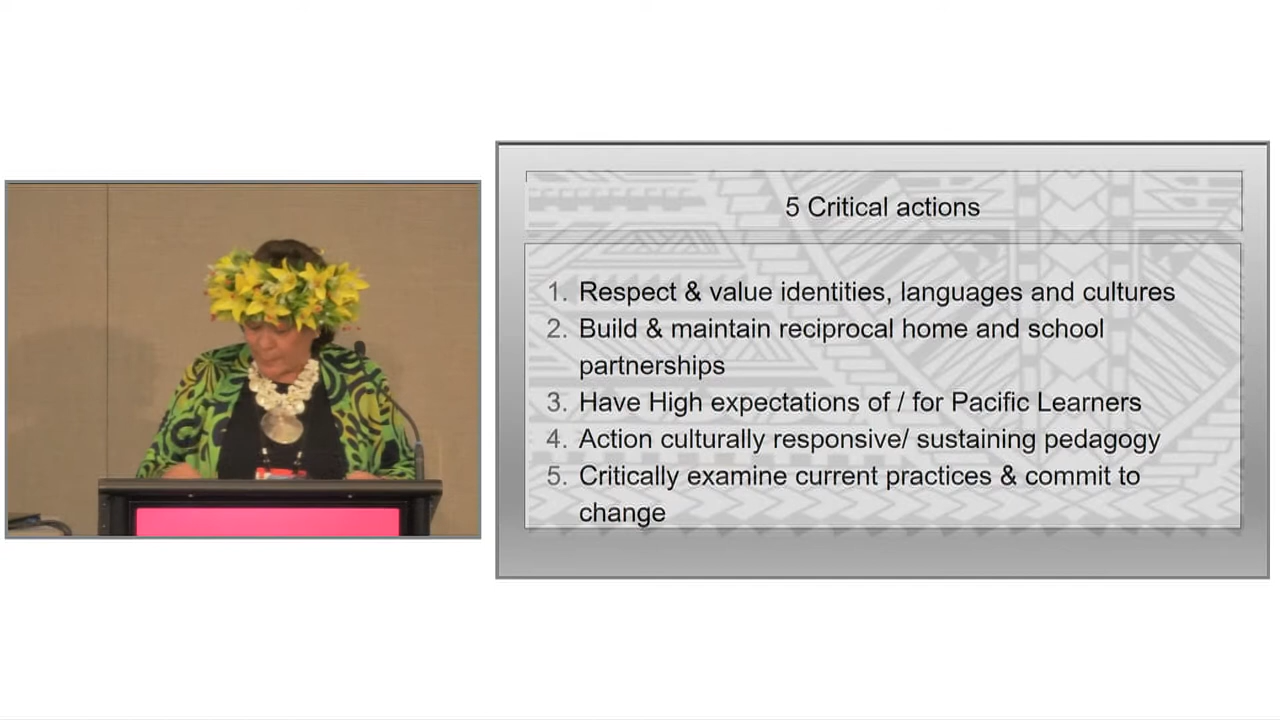 5 Critical actions
1. Respect & value identities, languages and cultures
2. Build & maintain reciprocal home and school
partnerships
3. Have High expectations of / for Pacific Learners
4. Action culturally responsive/ sustaining pedagogy
5. Critically examine current practices & commit to
change